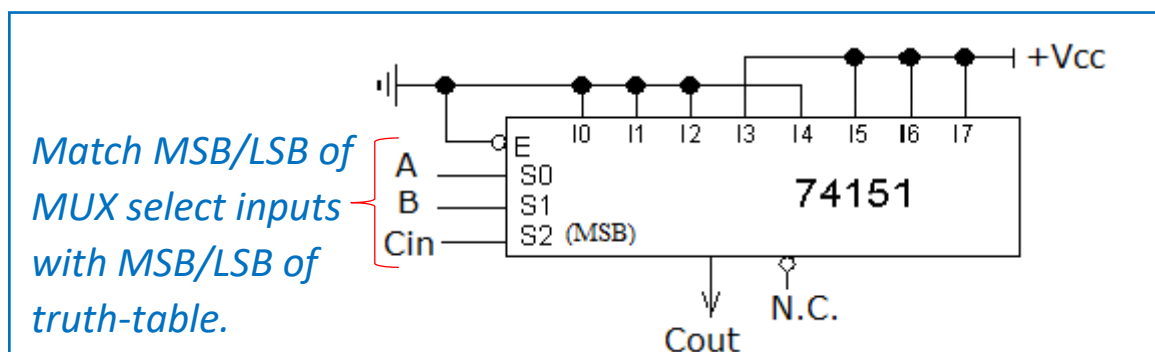 +Vcc
I0 I1 I2 I3 I4 I5 I6 I7
E
Match MSB/LSB of
MUX select inputs
with MSB/LSB of
truth-table.
A S0
B S1
Cin S2 (MSB)
74151
N.C.
Cout